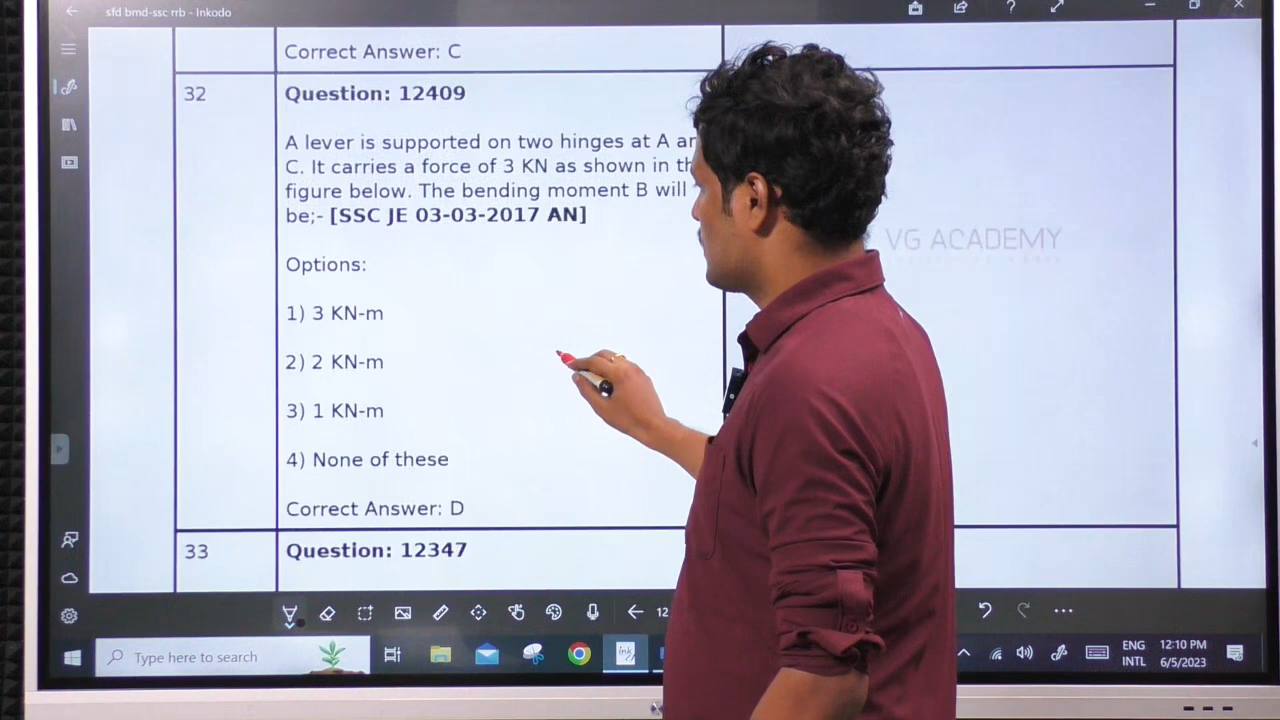 sfd bmd-ssc rrb - Inkodo
Correct Answer: C
32
Question: 12409
A lever is supported on two hinges at A
C. It carries a force of 3 KN as shown in
figure below. The bending moment B will
be;- [SSC JE 03-03-2017 AN]
Options:
1) 3 KN-m
2) 2 KN-m
3) 1 KN-m
4) None of these
Correct Answer: D
33
Question: 12347
VG ACADEMY
12
Type here to search
ink
ENG
INTL
12:10 PM
6/5/2023